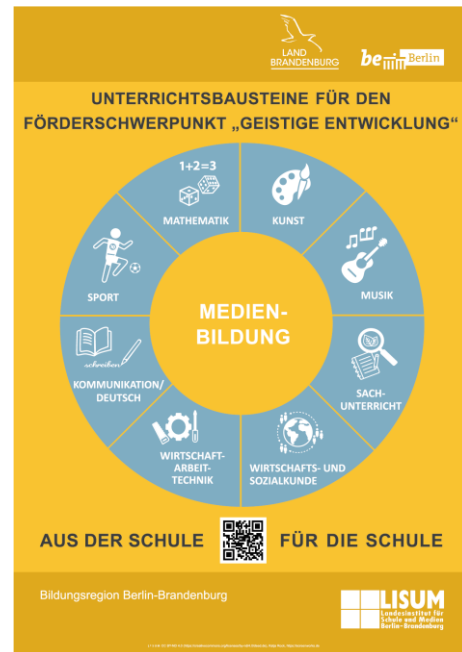 LAND
BRANDENBURG
be Berlin
UNTERRICHTSBAUSTEINE FÜR DEN
FÖRDERSCHWERPUNKT „GEISTIGE ENTWICKLUNG“
1+2=3
MATHEMATIK
KUNST
MUSIK
SACH-
UNTERRICHT
WIRTSCHAFTS- UND
SOZIALKUNDE
WIRTSCHAFT-
ARBEIT-
TECHNIK
schreiben
KOMMUNIKATION/
DEUTSCH
SPORT
MEDIEN-
BILDUNG
AUS DER SCHULE FÜR DIE SCHULE
Bildungsregion Berlin-Brandenburg
LISUM
Landesinstitut für
Schule und Medien
Berlin-Brandenburg